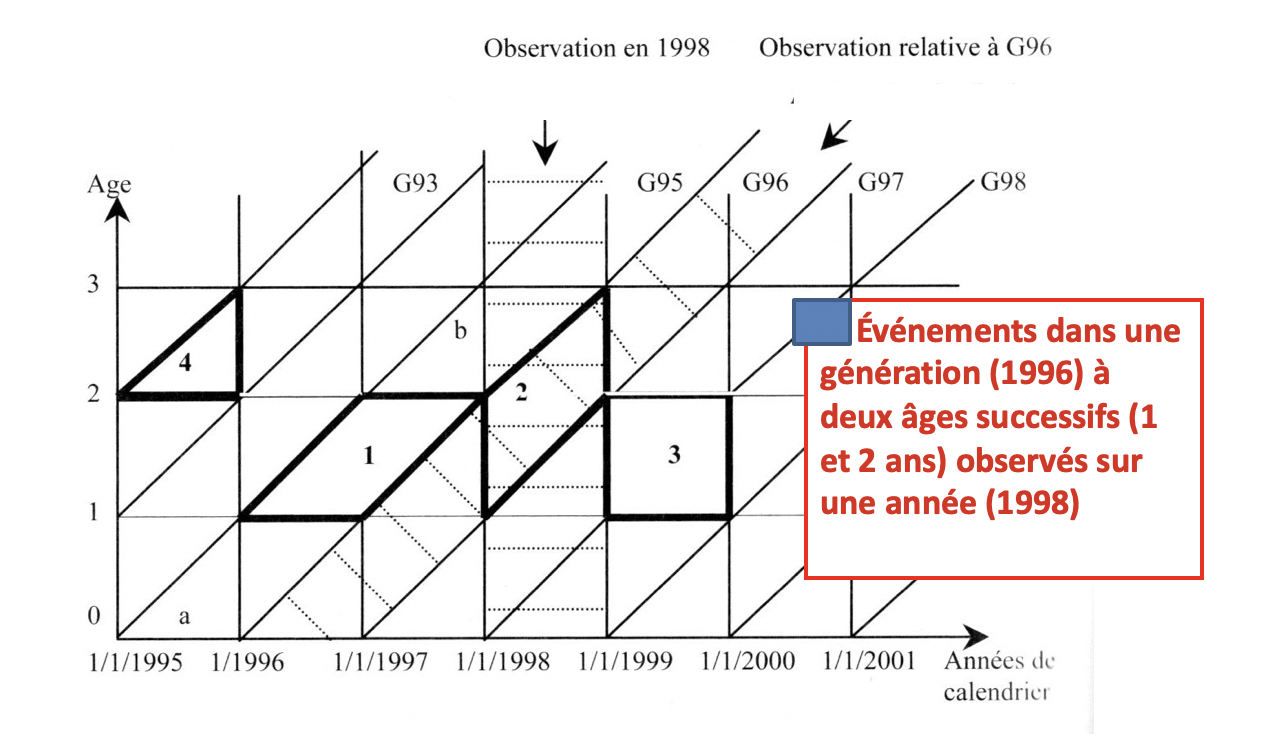 Observation en 1998 Observation relative à G96
Age
G93 G95 G96 G97 G98
3
b
4
2
2
1
3
1
0
a
1/1/1995 1/1996 1/1/1997 1/1/1998 1/1/1999 1/1/2000 1/1/2001 Années de
calendrier
Événements dans une
génération (1996) à
deux âges successifs (1
et 2 ans) observés sur
une année (1998)